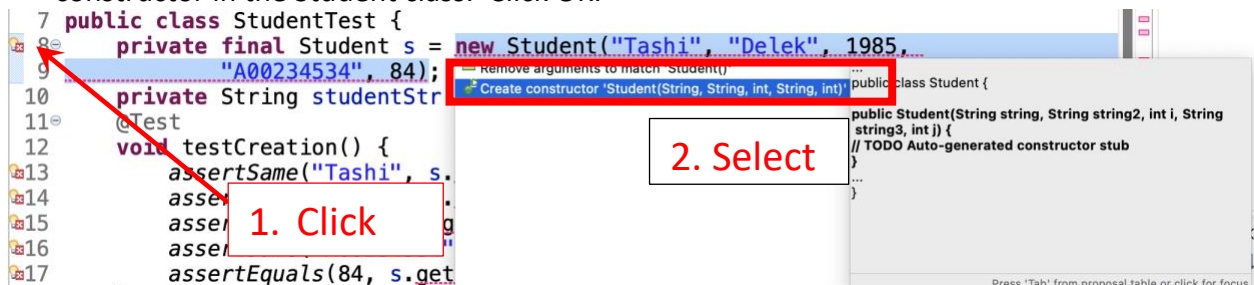 constructor in the Student class. Click OK.
7 public class StudentTest {
8 private final Student s = new Student("Tashi", "Delek", 1985,
9 "A00234534", 84);
Remove arguments to match 'Student()'
Create constructor 'Student(String, String, int, String, int)'
10 private String studentStr
11 @Test
12 void testCreation() {
13 assertSame("Tashi", s.
14 asser
15 asser
16 asser
17 assertEquals(84, s.get
1. Click
2. Select
...
public class Student {
public Student(String string, String string2, int i, String
string3, int j) {
// TODO Auto-generated constructor stub
}
...
}
Press 'Tab' from proposal table or click for focus